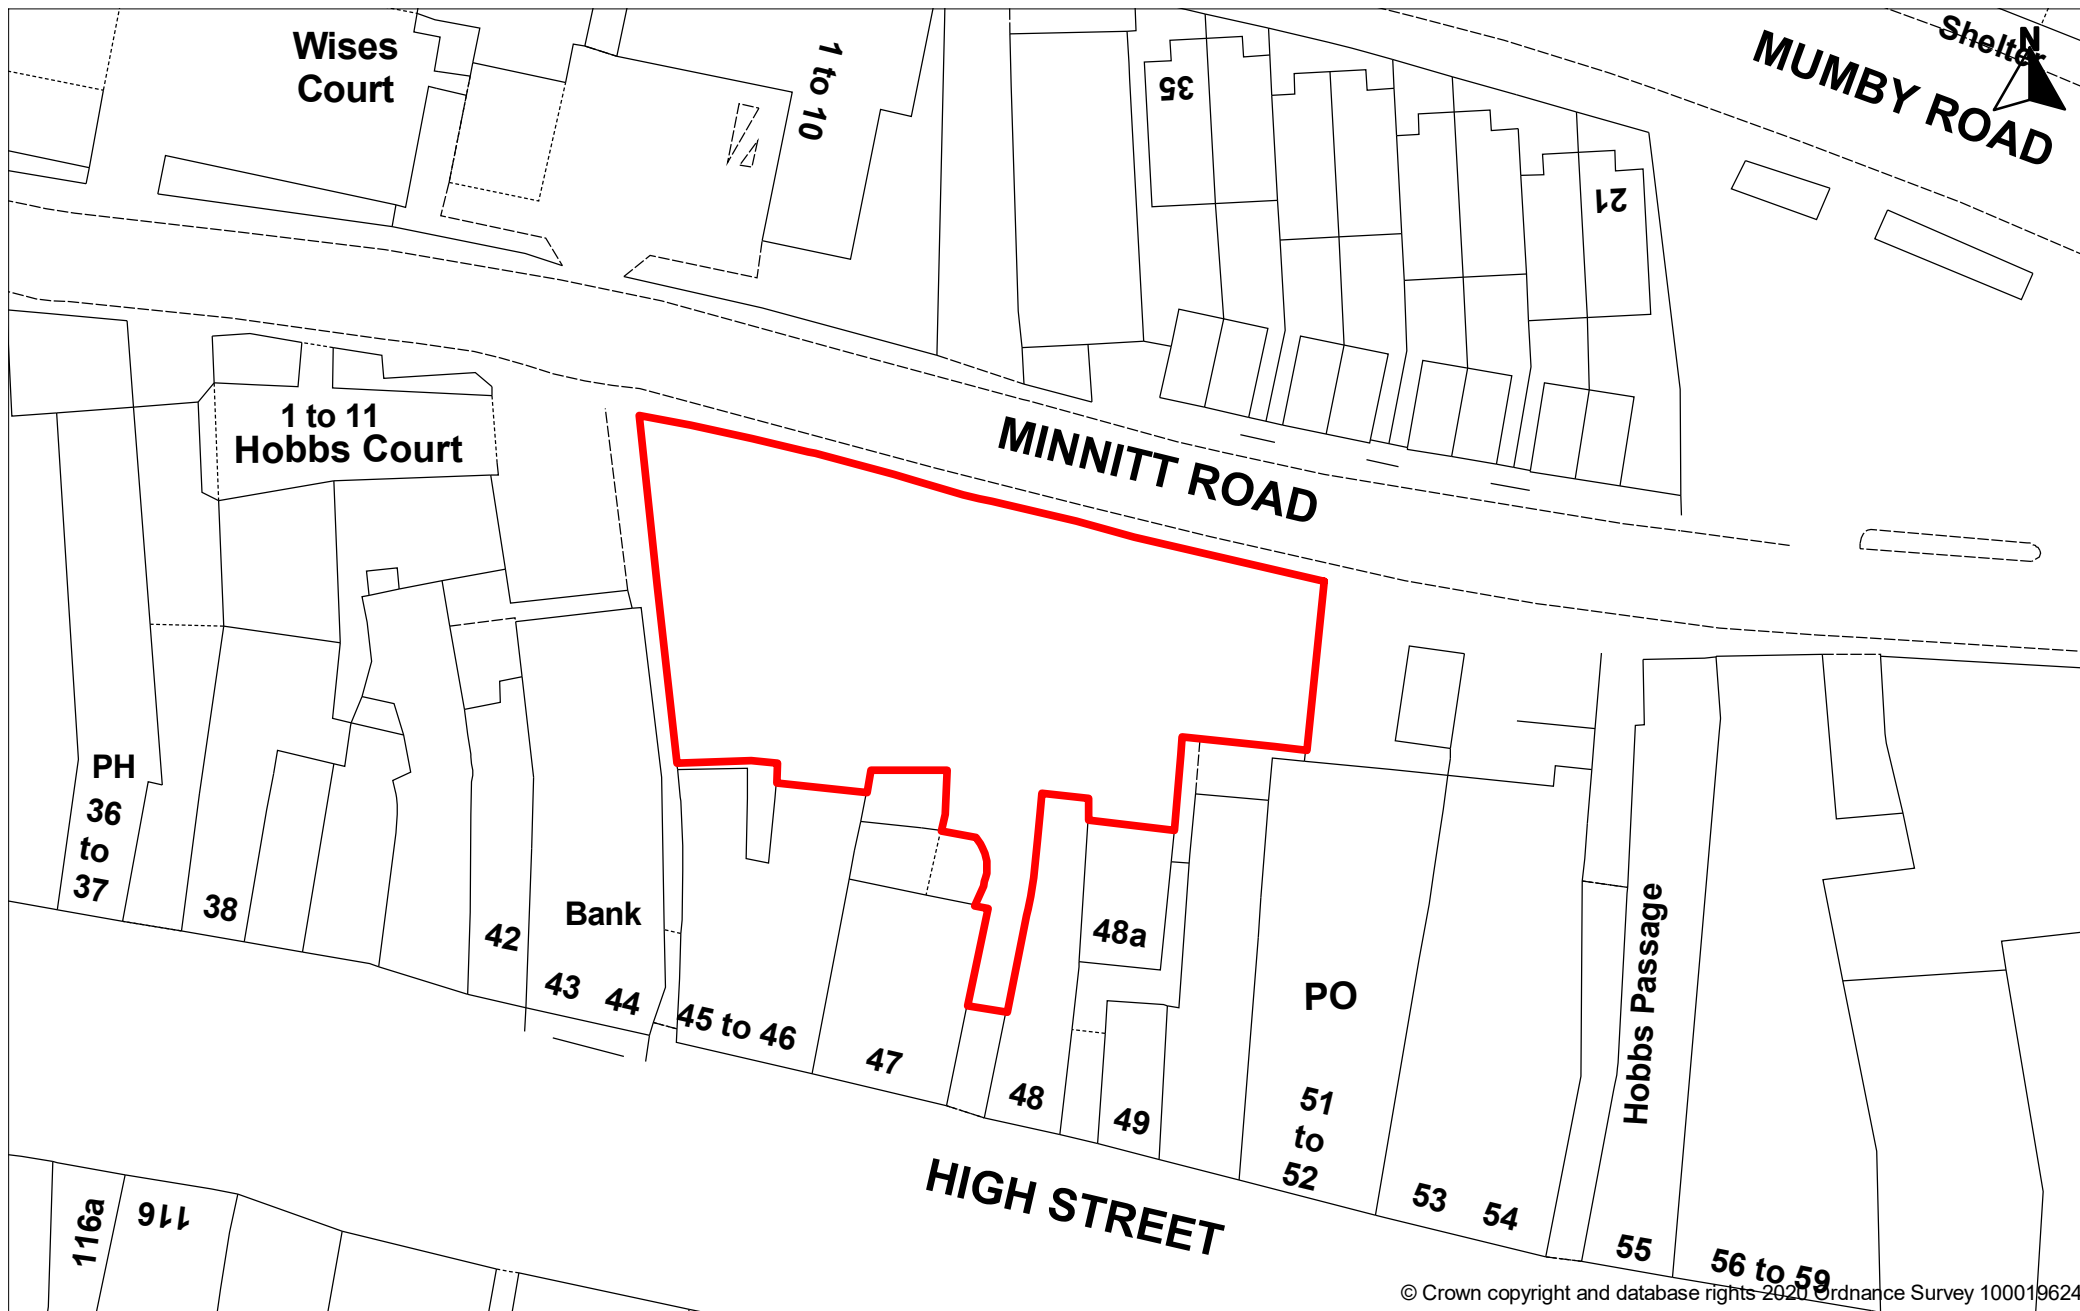 Wises
Court
1 to 10
35
21
Shelter
N
MUMBY ROAD
MINNITT ROAD
1 to 11
Hobbs Court
PH
36
to
37
38
42
Bank
43
44
45 to 46
47
48
48a
49
PO
51
to
52
53
54
Hobbs Passage
55
56 to 59
HIGH STREET
116a
116
© Crown copyright and database rights 2020 Ordnance Survey 100019624